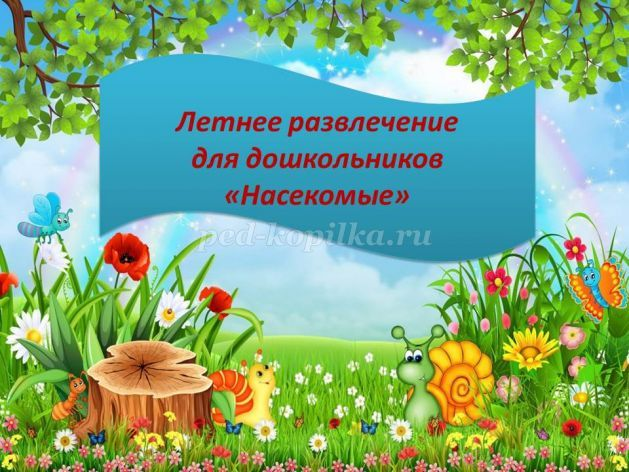 Летнее развлечение
для дошкольников
«Насекомые»
ped-kopilka.ru